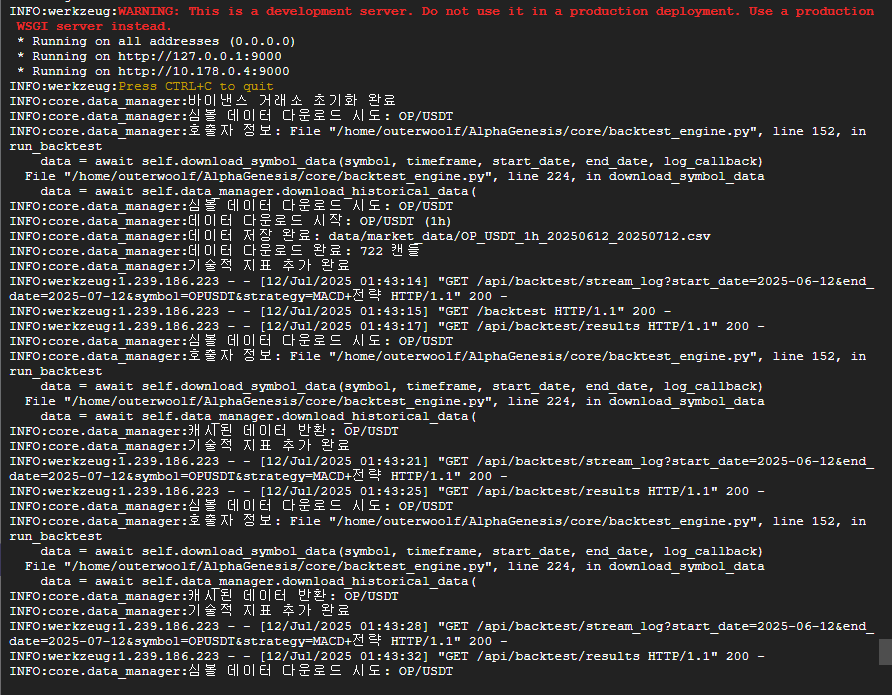 INFO:werkzeug:WARNING: This is a development server. Do not use it in a production deployment. Use a production
 WSGI server instead.
 * Running on all addresses (0.0.0.0)
 * Running on http://127.0.0.1:9000
 * Running on http://10.178.0.4:9000
INFO:werkzeug:Press CTRL+C to quit
INFO:core.data_manager:바이낸스 거래소 초기화 완료
INFO:core.data_manager:심볼 데이터 다운로드 시도: OP/USDT
INFO:core.data_manager:호출자 정보: File "/home/outerwoolf/AlphaGenesis/core/backtest_engine.py", line 152, in
run_backtest
    data = await self.download_symbol_data(symbol, timeframe, start_date, end_date, log_callback)
  File "/home/outerwoolf/AlphaGenesis/core/backtest_engine.py", line 224, in download_symbol_data
    data = await self.data_manager.download_historical_data(
INFO:core.data_manager:심볼 데이터 다운로드 시도: OP/USDT
INFO:core.data_manager:데이터 다운로드 시작: OP/USDT (1h)
INFO:core.data_manager:데이터 저장 완료: data/market_data/OP_USDT_1h_20250612_20250712.csv
INFO:core.data_manager:데이터 다운로드 완료: 722 캔들
INFO:core.data_manager:기술적 지표 추가 완료
INFO:werkzeug:1.239.186.223 - - [12/Jul/2025 01:43:14] "GET /api/backtest/stream_log?start_date=2025-06-12&end_
date=2025-07-12&symbol=OPUSDT&strategy=MACD+전략 HTTP/1.1" 200 -
INFO:werkzeug:1.239.186.223 - - [12/Jul/2025 01:43:15] "GET /backtest HTTP/1.1" 200 -
INFO:werkzeug:1.239.186.223 - - [12/Jul/2025 01:43:17] "GET /api/backtest/results HTTP/1.1" 200 -
INFO:core.data_manager:심볼 데이터 다운로드 시도: OP/USDT
INFO:core.data_manager:호출자 정보: File "/home/outerwoolf/AlphaGenesis/core/backtest_engine.py", line 152, in
run_backtest
    data = await self.download_symbol_data(symbol, timeframe, start_date, end_date, log_callback)
  File "/home/outerwoolf/AlphaGenesis/core/backtest_engine.py", line 224, in download_symbol_data
    data = await self.data_manager.download_historical_data(
INFO:core.data_manager:캐시된 데이터 반환: OP/USDT
INFO:core.data_manager:기술적 지표 추가 완료
INFO:werkzeug:1.239.186.223 - - [12/Jul/2025 01:43:21] "GET /api/backtest/stream_log?start_date=2025-06-12&end_
date=2025-07-12&symbol=OPUSDT&strategy=MACD+전략 HTTP/1.1" 200 -
INFO:werkzeug:1.239.186.223 - - [12/Jul/2025 01:43:25] "GET /api/backtest/results HTTP/1.1" 200 -
INFO:core.data_manager:심볼 데이터 다운로드 시도: OP/USDT
INFO:core.data_manager:호출자 정보: File "/home/outerwoolf/AlphaGenesis/core/backtest_engine.py", line 152, in
run_backtest
    data = await self.download_symbol_data(symbol, timeframe, start_date, end_date, log_callback)
  File "/home/outerwoolf/AlphaGenesis/core/backtest_engine.py", line 224, in download_symbol_data
    data = await self.data_manager.download_historical_data(
INFO:core.data_manager:캐시된 데이터 반환: OP/USDT
INFO:core.data_manager:기술적 지표 추가 완료
INFO:werkzeug:1.239.186.223 - - [12/Jul/2025 01:43:28] "GET /api/backtest/stream_log?start_date=2025-06-12&end_
date=2025-07-12&symbol=OPUSDT&strategy=MACD+전략 HTTP/1.1" 200 -
INFO:werkzeug:1.239.186.223 - - [12/Jul/2025 01:43:32] "GET /api/backtest/results HTTP/1.1" 200 -
INFO:core.data_manager:심볼 데이터 다운로드 시도: OP/USDT